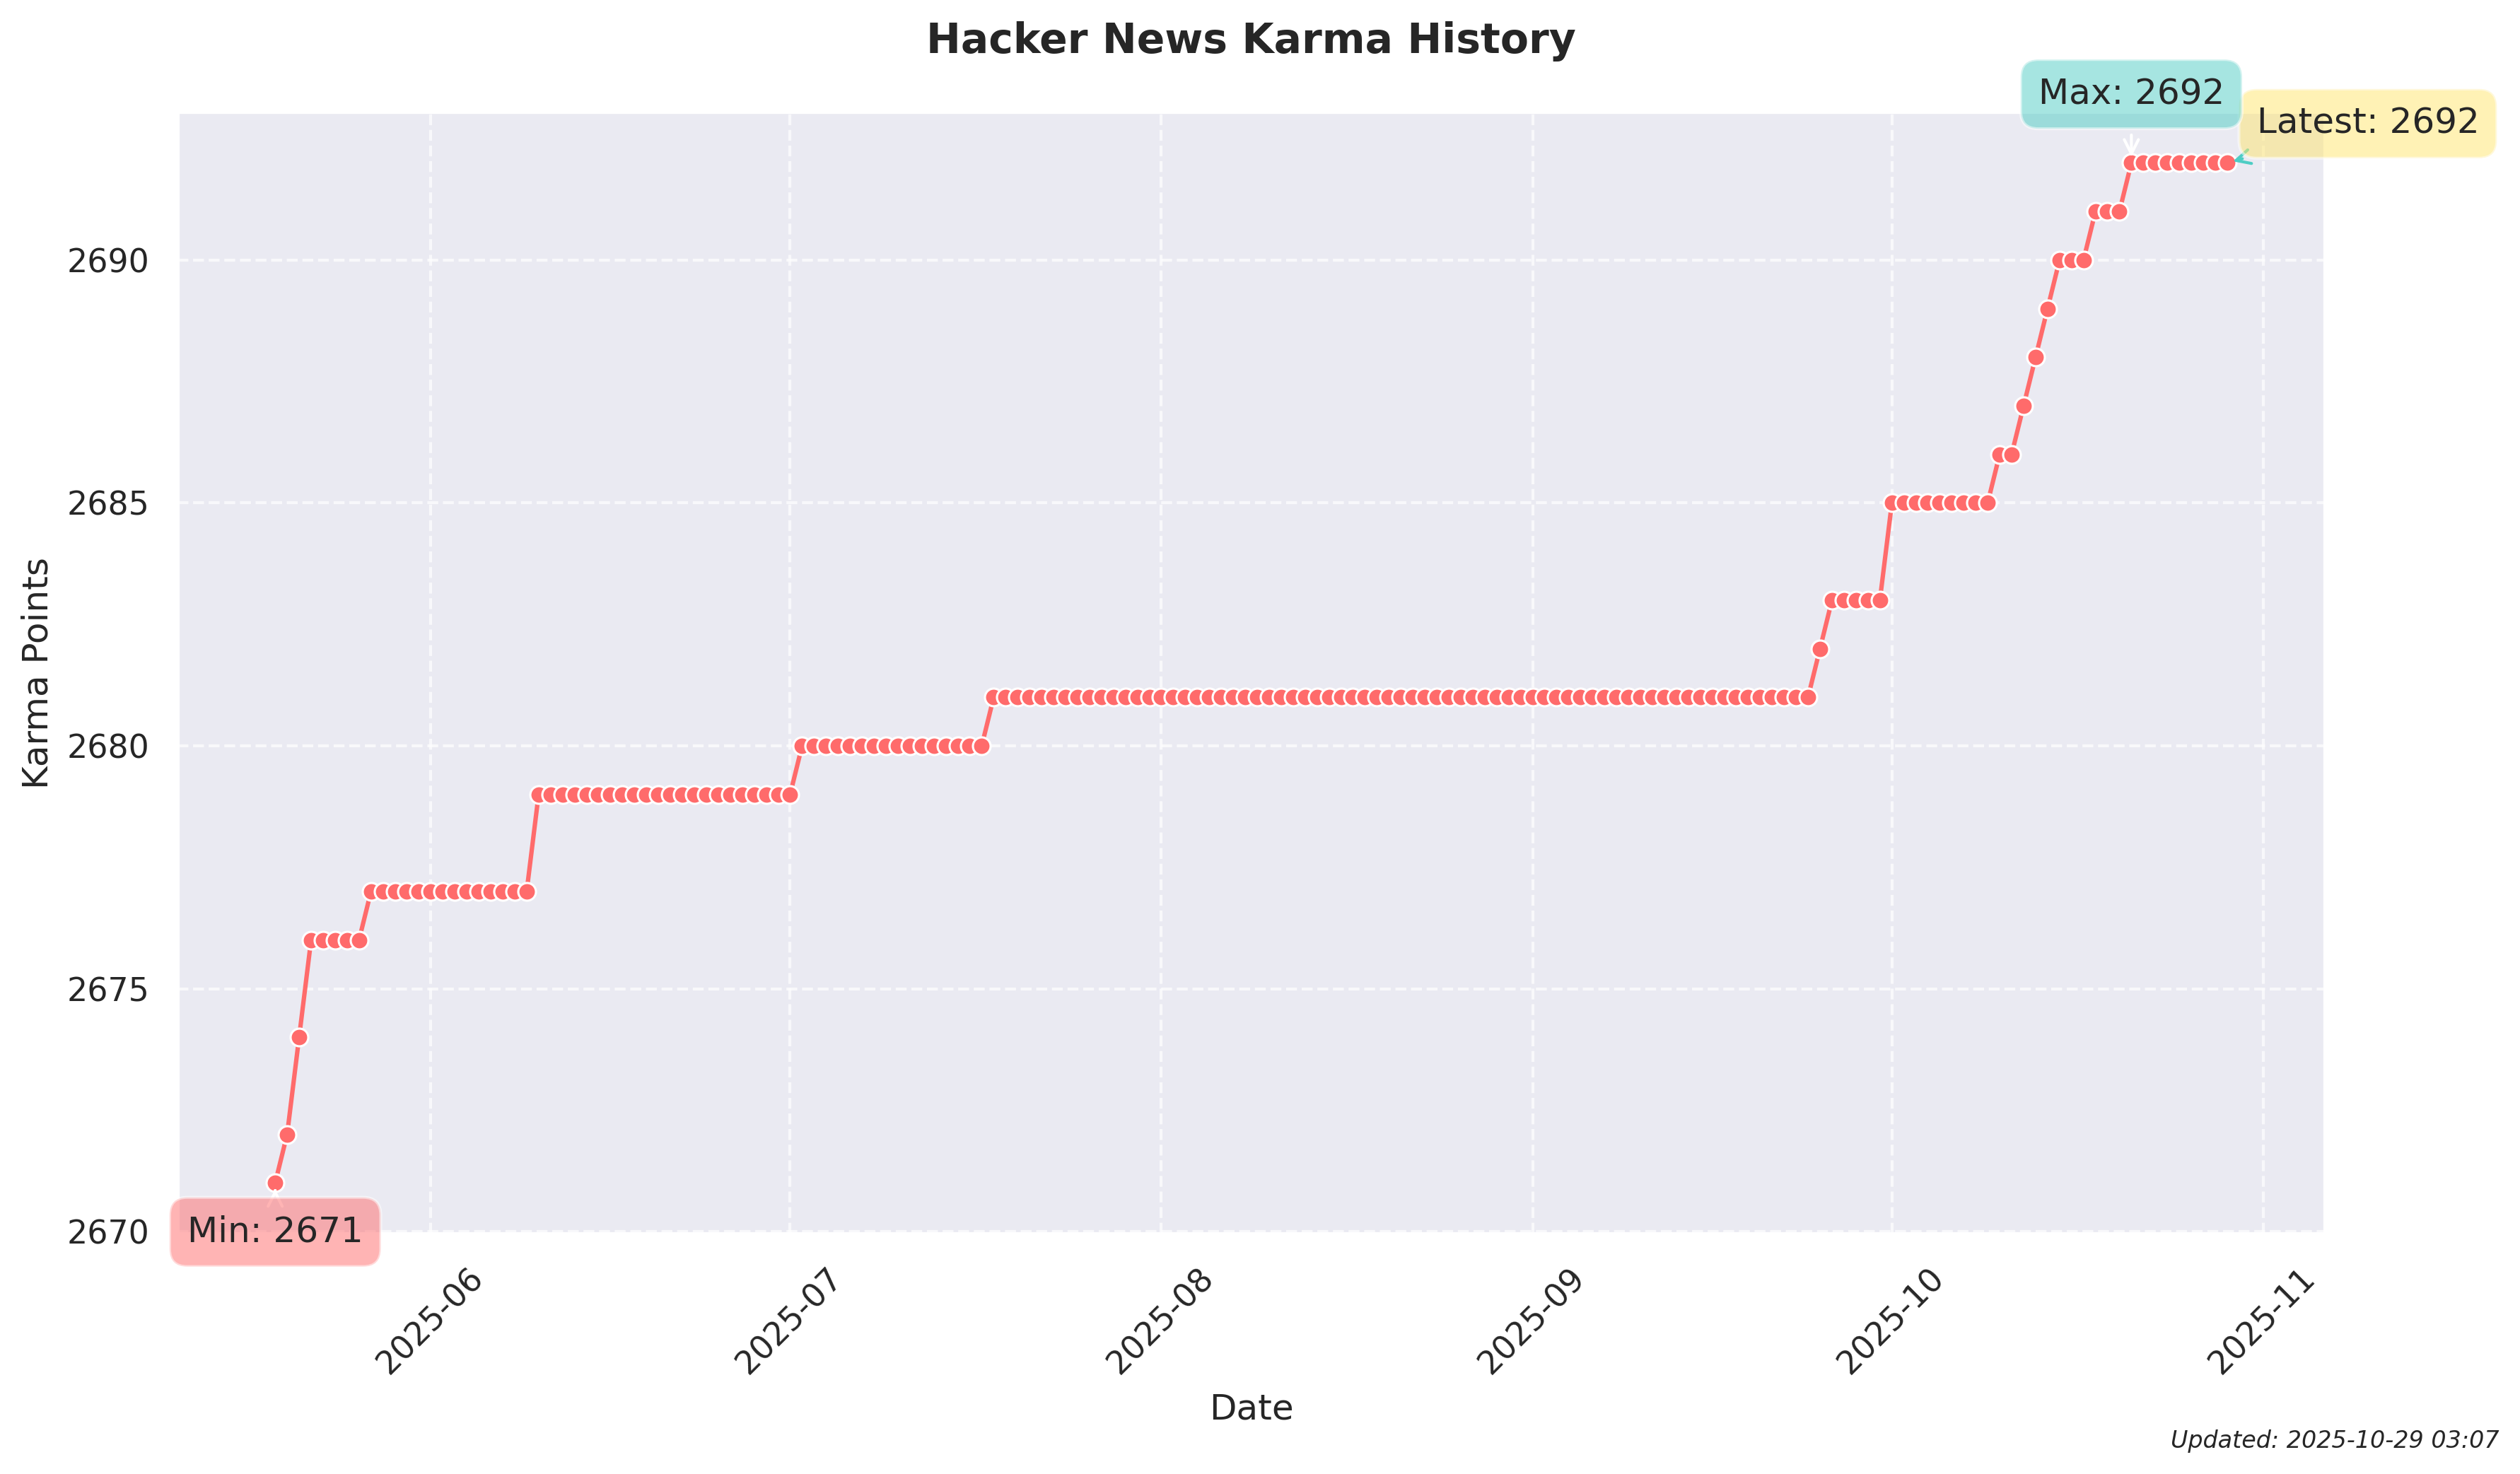 Hacker News Karma History
Max: 2692
Latest: 2692
2690
2685
2680
2675
2670
Karma Points
Min: 2671
2025-06
2025-07
2025-08
2025-09
2025-10
2025-11
Date
Updated: 2025-10-29 03:07